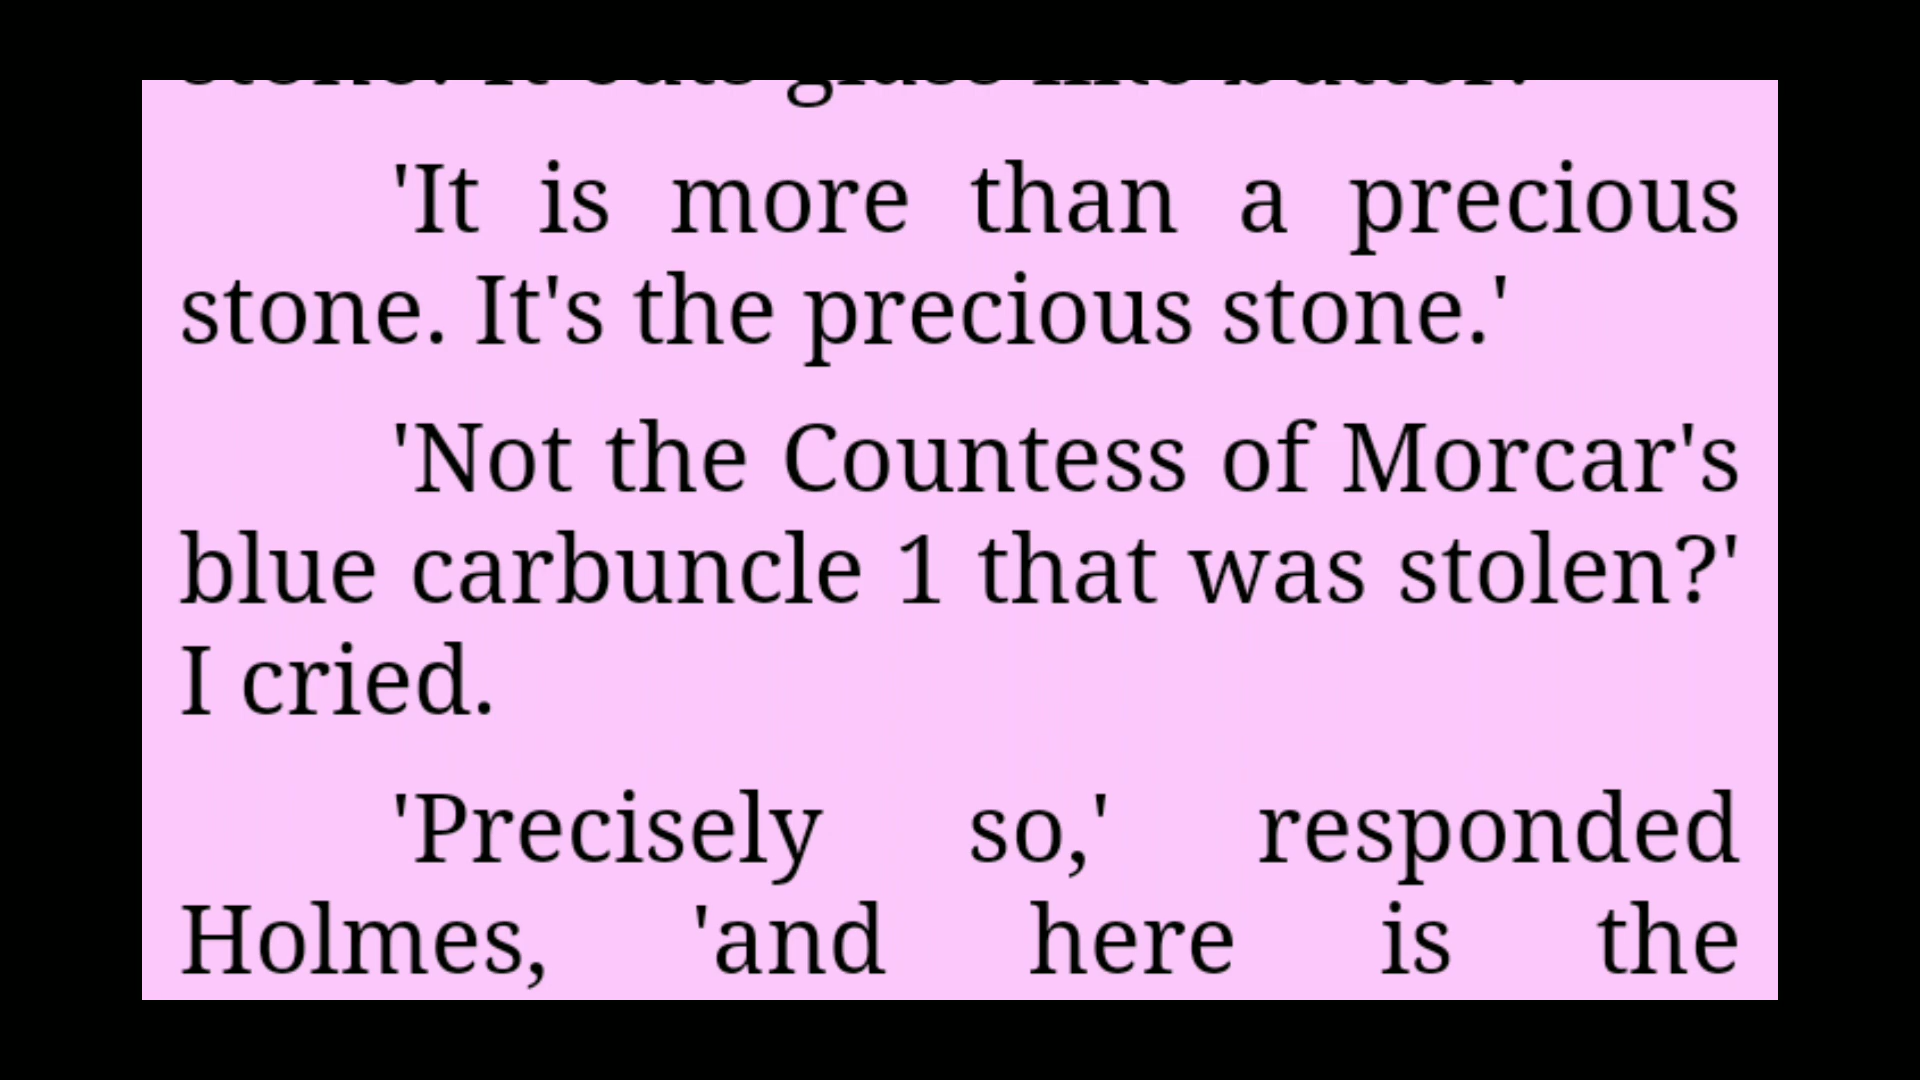 'It is more than a precious
stone. It's the precious stone.'
'Not the Countess of Morcar's
blue carbuncle 1 that was stolen?'
I cried.
'Precisely so,' responded
Holmes, 'and here is the